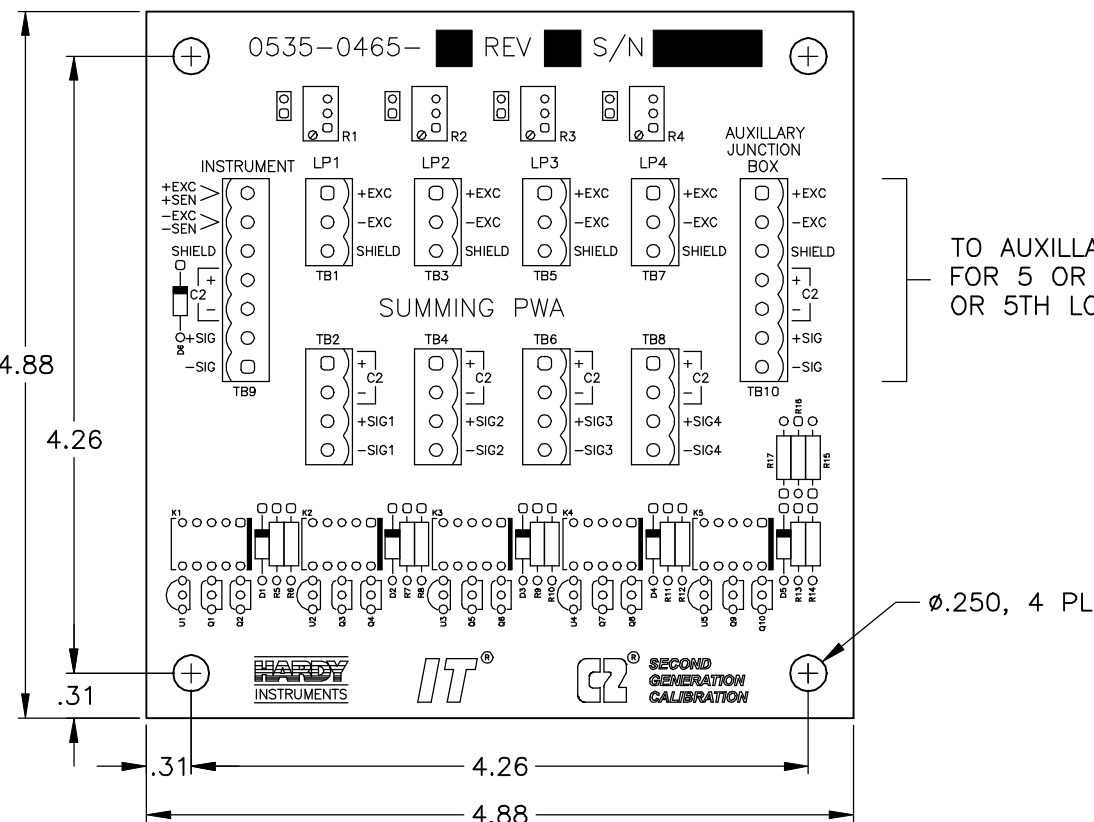 0535-0465- REV S/N
R1 R2 R3 R4
INSTRUMENT LP1 LP2 LP3 LP4 AUXILLARY
JUNCTION
BOX
+EXC
+SEN
-EXC
-SEN
SHIELD
+
C2
-
+SIG
-SIG
TB9
D6
+EXC
-EXC
SHIELD
TB1
+EXC
-EXC
SHIELD
TB3
+EXC
-EXC
SHIELD
TB5
+EXC
-EXC
SHIELD
TB7
+EXC
-EXC
SHIELD
+
C2
-
+SIG
-SIG
TB10
TO AUXILLA
FOR 5 OR
OR 5TH LO
SUMMING PWA
TB2
+
C2
-
+SIG1
-SIG1
TB4
+
C2
-
+SIG2
-SIG2
TB6
+
C2
-
+SIG3
-SIG3
TB8
+
C2
-
+SIG4
-SIG4
4.88
4.26
R17 R16 R15
K1 K2 K3 K4 K5
D1 R5 R6 D2 R7 R8 D3 R9 R10 D4 R11 R12 D5 R13 R14
U1 Q1 Q2 U2 Q3 Q4 U3 Q5 Q6 U4 Q7 Q8 U5 Q9 Q10
ø.250, 4 PL
HARDY
INSTRUMENTS
IT®
C2®
SECOND
GENERATION
CALIBRATION
.31
.31
4.26
4.88